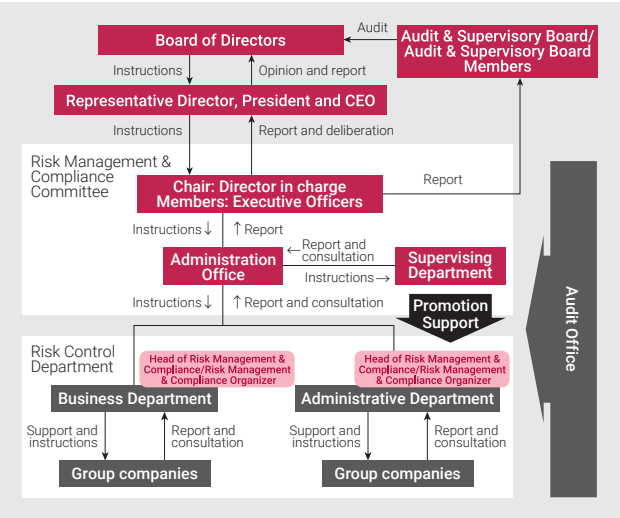 Board of Directors
Audit
Audit & Supervisory Board/
Audit & Supervisory Board
Members
Instructions
Opinion and report
Representative Director, President and CEO
Instructions
Report and deliberation
Risk Management &
Compliance
Committee
Chair: Director in charge
Members: Executive Officers
Report
Instructions ↓
↑ Report
Administration
Office
← Report and
consultation
Instructions →
Supervising
Department
Instructions ↓
↑ Report and consultation
Promotion
Support
Audit Office
Risk Control
Department
Head of Risk Management &
Compliance/Risk Management
& Compliance Organizer
Head of Risk Management &
Compliance/Risk Management
& Compliance Organizer
Business Department
Administrative Department
Support and
instructions
Report and
consultation
Support and
instructions
Report and
consultation
Group companies
Group companies